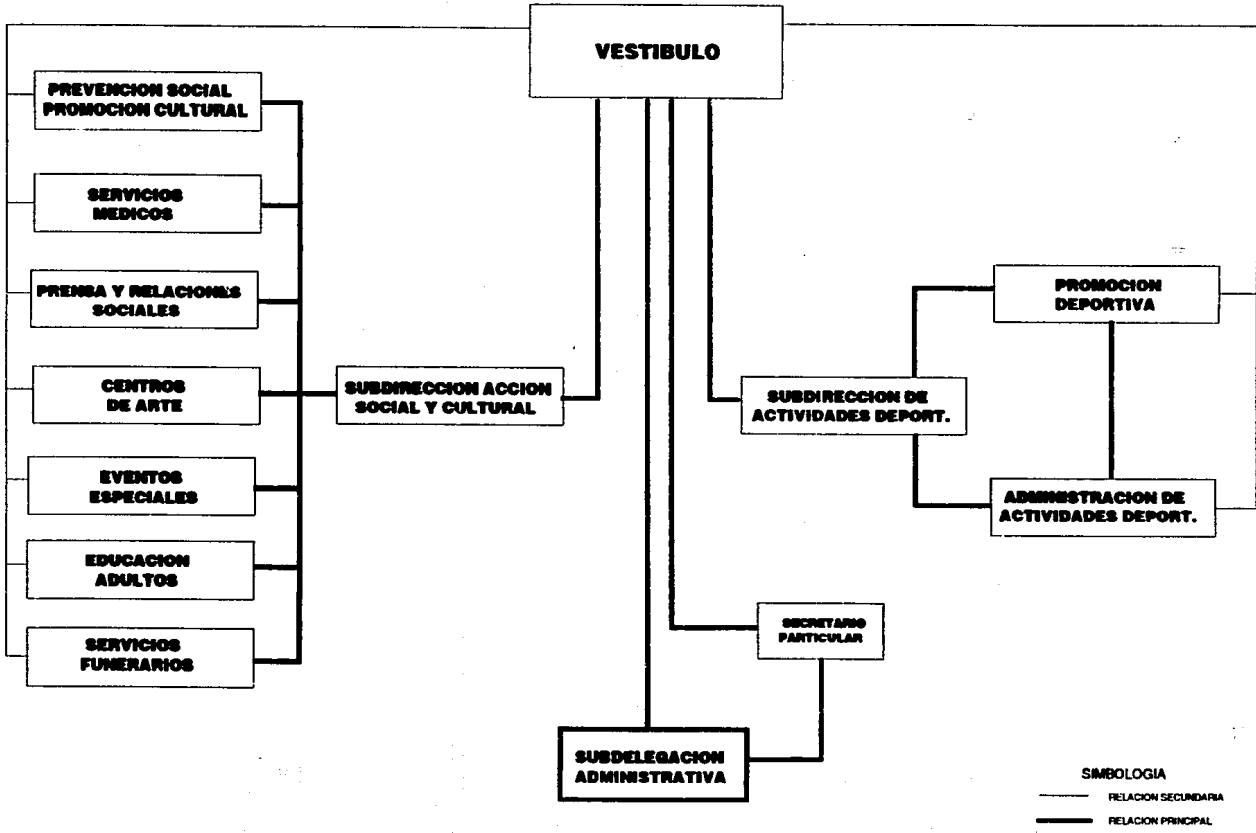 VESTIBULO
PREVENCION SOCIAL
PROMOCION CULTURAL
SERVICIOS
MEDICOS
PRENSA Y RELACIONES
SOCIALES
CENTROS
DE ARTE
EVENTOS
ESPECIALES
EDUCACION
ADULTOS
SERVICIOS
FUNERARIOS
SUBDIRECCION ACCION
SOCIAL Y CULTURAL
SUBDIRECCION DE
ACTIVIDADES DEPORT.
PROMOCION
DEPORTIVA
ADMINISTRACION DE
ACTIVIDADES DEPORT.
SECRETARIO
PARTICULAR
SUBDELEGACION
ADMINISTRATIVA
SIMBOLOGIA
RELACION SECUNDARIA
RELACION PRINCIPAL